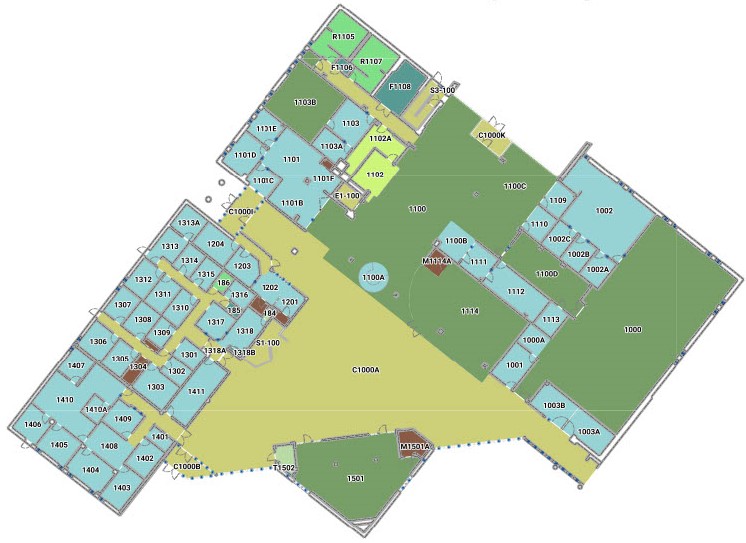 R1105
R1107
F1106
F1108
S3-100
1103B
1103
C1000K
1102A
1101E
1103A
1101D
1101
1102
1101F
1101C
1100C
E1-100
1101B
1109
1100
1002
C1000I
1110
1313A
1002C
1100B
1204
1313
1002B
1111
1314
1203
M1114A
1002A
1315
1312
1100A
1100D
186
1202
1311
1316
1112
1307
1310
185
184
1201
1114
1308
1317
1113
1000
1309
1318
1306
S1-100
1000A
1301
1318A
1318B
1305
1407
1304
1302
C1000A
1001
1303
1411
1410
1410A
1003B
1409
1406
1003A
1401
1405
1408
M1501A
1402
C1000B
T1502
1404
1501
1403